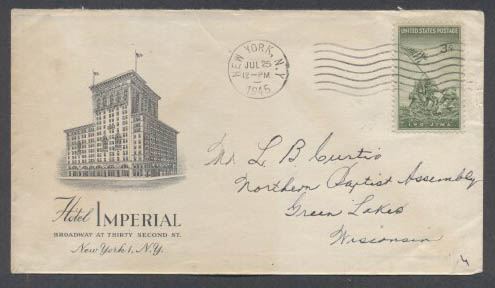 NEW YORK, N.Y.
JUL 25
12-PM
1945
UNITED STATES POSTAGE
3¢
Mr L B Curtis
Northern Baptist Assembly
Green Lakes
Wisconsin
Hotel IMPERIAL
BROADWAY AT THIRTY SECOND ST.
New York 1, N.Y.